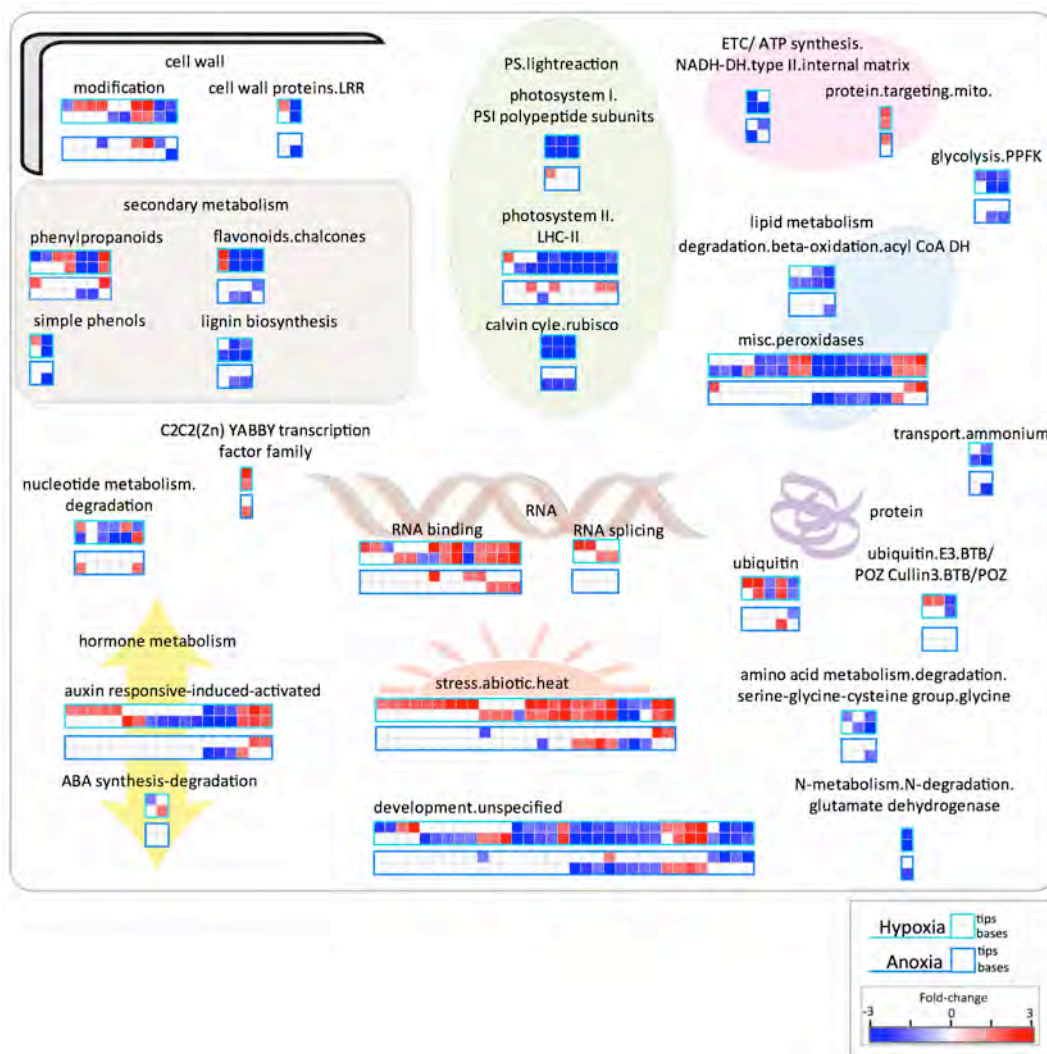 cell wall
modification
cell wall proteins.LRR
PS.lightreaction
photosystem I.
PSI polypeptide subunits
photosystem II.
LHC-II
calvin cyle.rubisco
ETC/ ATP synthesis.
NADH-DH.type II.internal matrix
protein.targeting.mito.
glycolysis.PPFK
lipid metabolism
degradation.beta-oxidation.acyl CoA DH
misc.peroxidases
secondary metabolism
phenylpropanoids
flavonoids.chalcones
simple phenols
lignin biosynthesis
C2C2(Zn) YABBY transcription
factor family
nucleotide metabolism.
degradation
RNA
RNA binding
RNA splicing
transport.ammonium
protein
ubiquitin
ubiquitin.E3.BTB/
POZ Cullin3.BTB/POZ
hormone metabolism
auxin responsive-induced-activated
ABA synthesis-degradation
stress.abiotic.heat
development.unspecified
amino acid metabolism.degradation.
serine-glycine-cysteine group.glycine
N-metabolism.N-degradation.
glutamate dehydrogenase
Hypoxia
tips
bases
Anoxia
tips
bases
Fold-change
-3 0 3